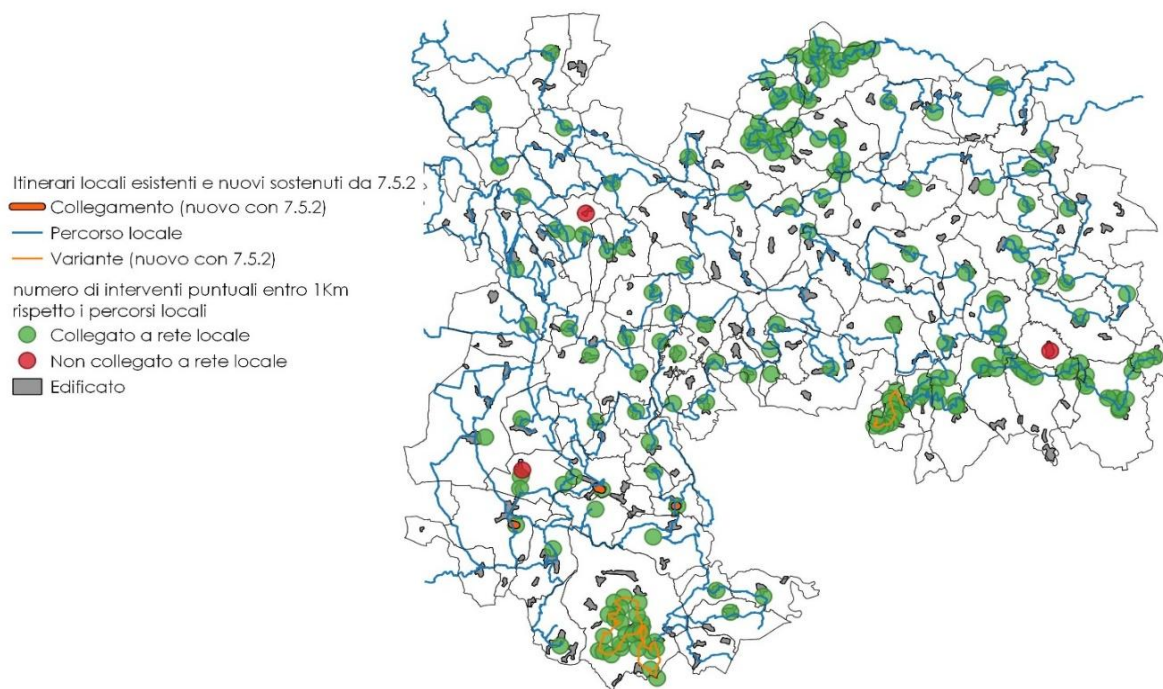 Itinerari locali esistenti e nuovi sostenuti da 7.5.2
Collegamento (nuovo con 7.5.2)
Percorso locale
Variante (nuovo con 7.5.2)
numero di interventi puntuali entro 1Km
rispetto i percorsi locali
Collegato a rete locale
Non collegato a rete locale
Edificato